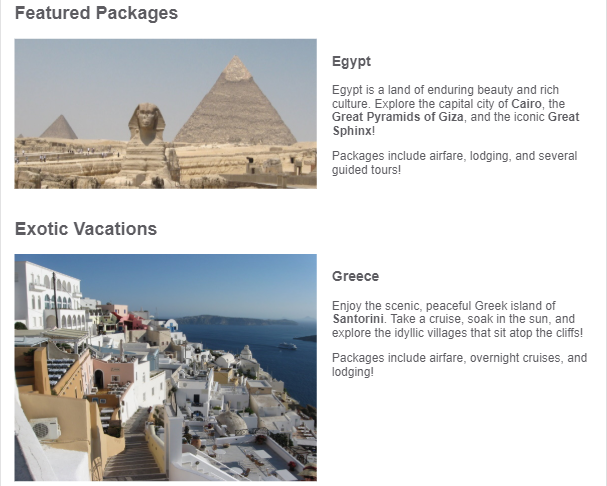 Featured Packages
Egypt
Egypt is a land of enduring beauty and rich
culture. Explore the capital city of Cairo, the
Great Pyramids of Giza, and the iconic Great
Sphinx!
Packages include airfare, lodging, and several
guided tours!
Exotic Vacations
Greece
Enjoy the scenic, peaceful Greek island of
Santorini. Take a cruise, soak in the sun, and
explore the idyllic villages that sit atop the cliffs!
Packages include airfare, overnight cruises, and
lodging!